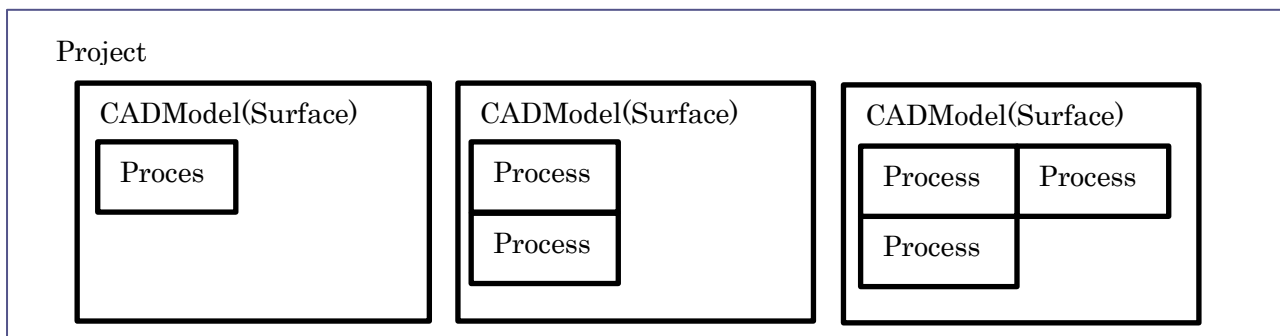 Project
CADModel(Surface)
Proces
CADModel(Surface)
Process
Process
CADModel(Surface)
Process Process
Process